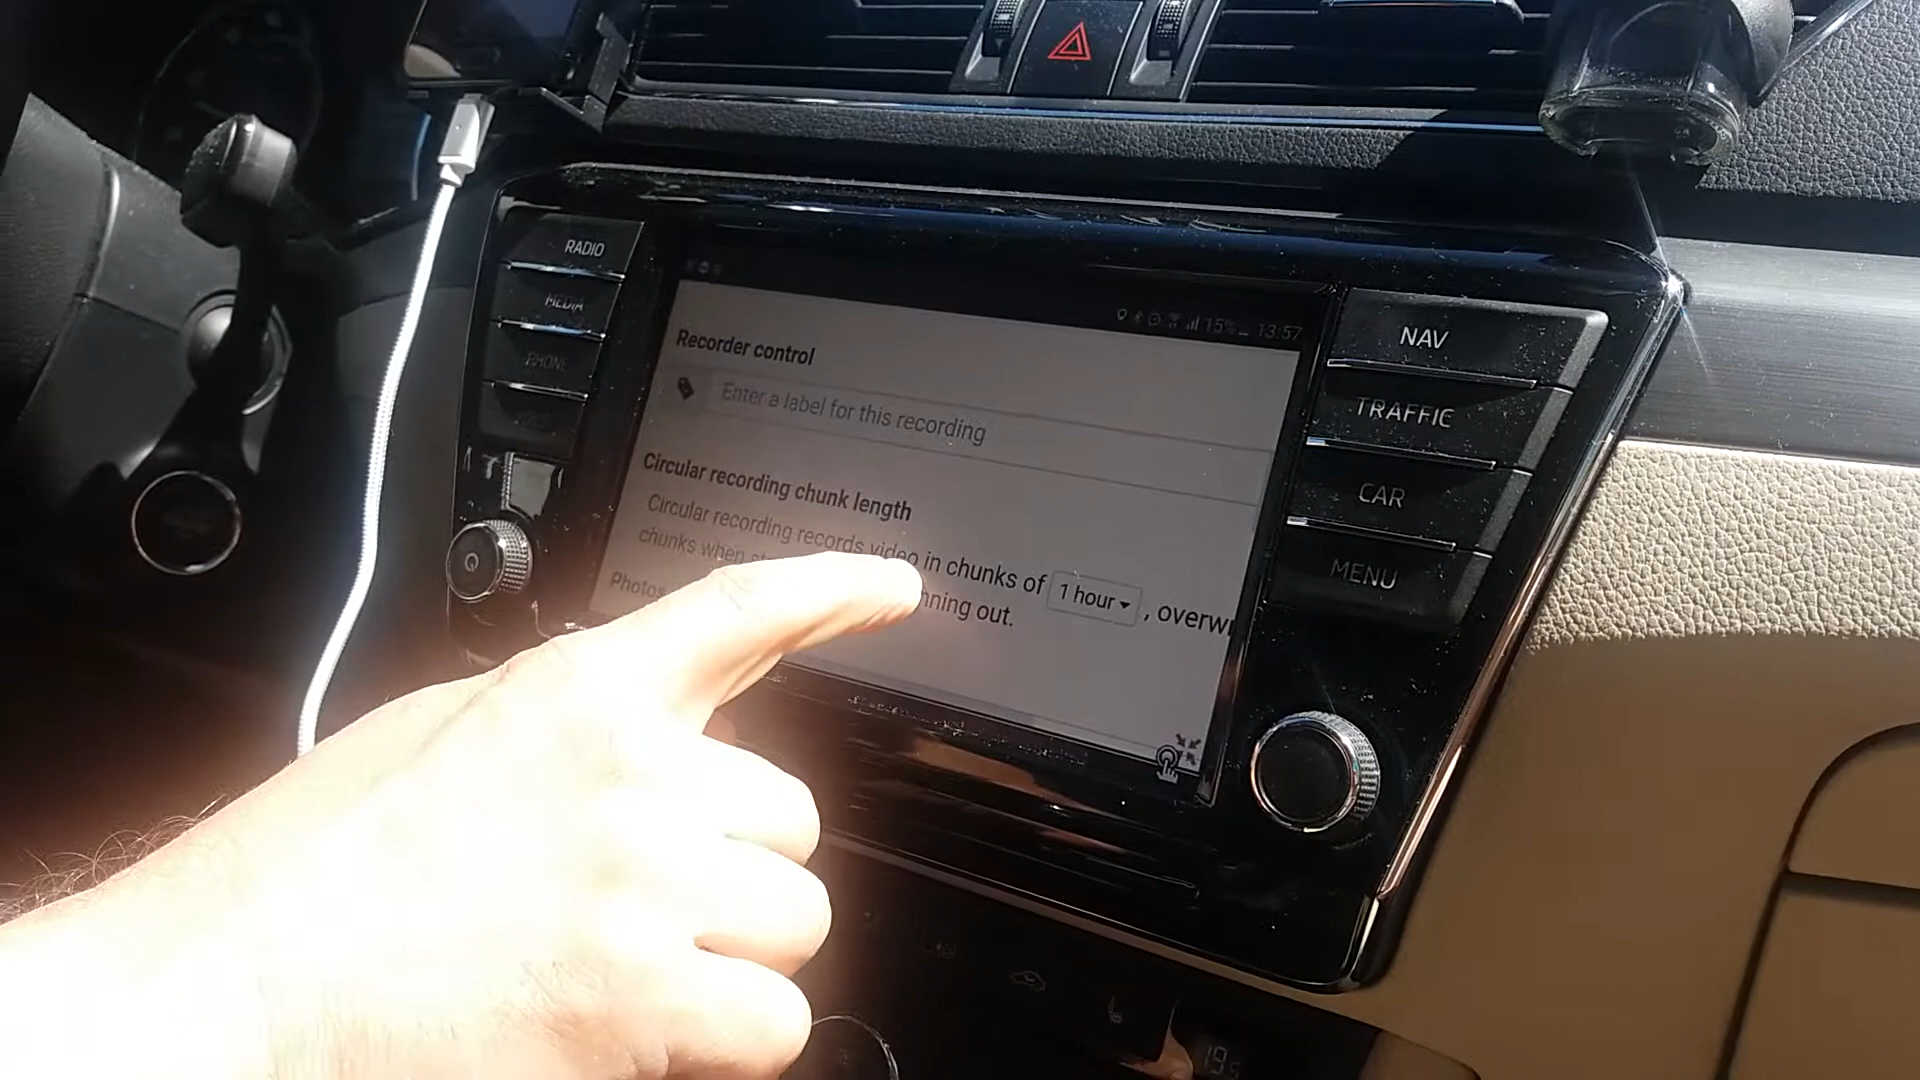 RADIO
MEDIA
PHONE
15% 13:57
Recorder control
Enter a label for this recording
Circular recording chunk length
Circular recording records video in chunks of 1 hour , overwr
chunks when nning out.
Photos
NAV
TRAFFIC
CAR
MENU